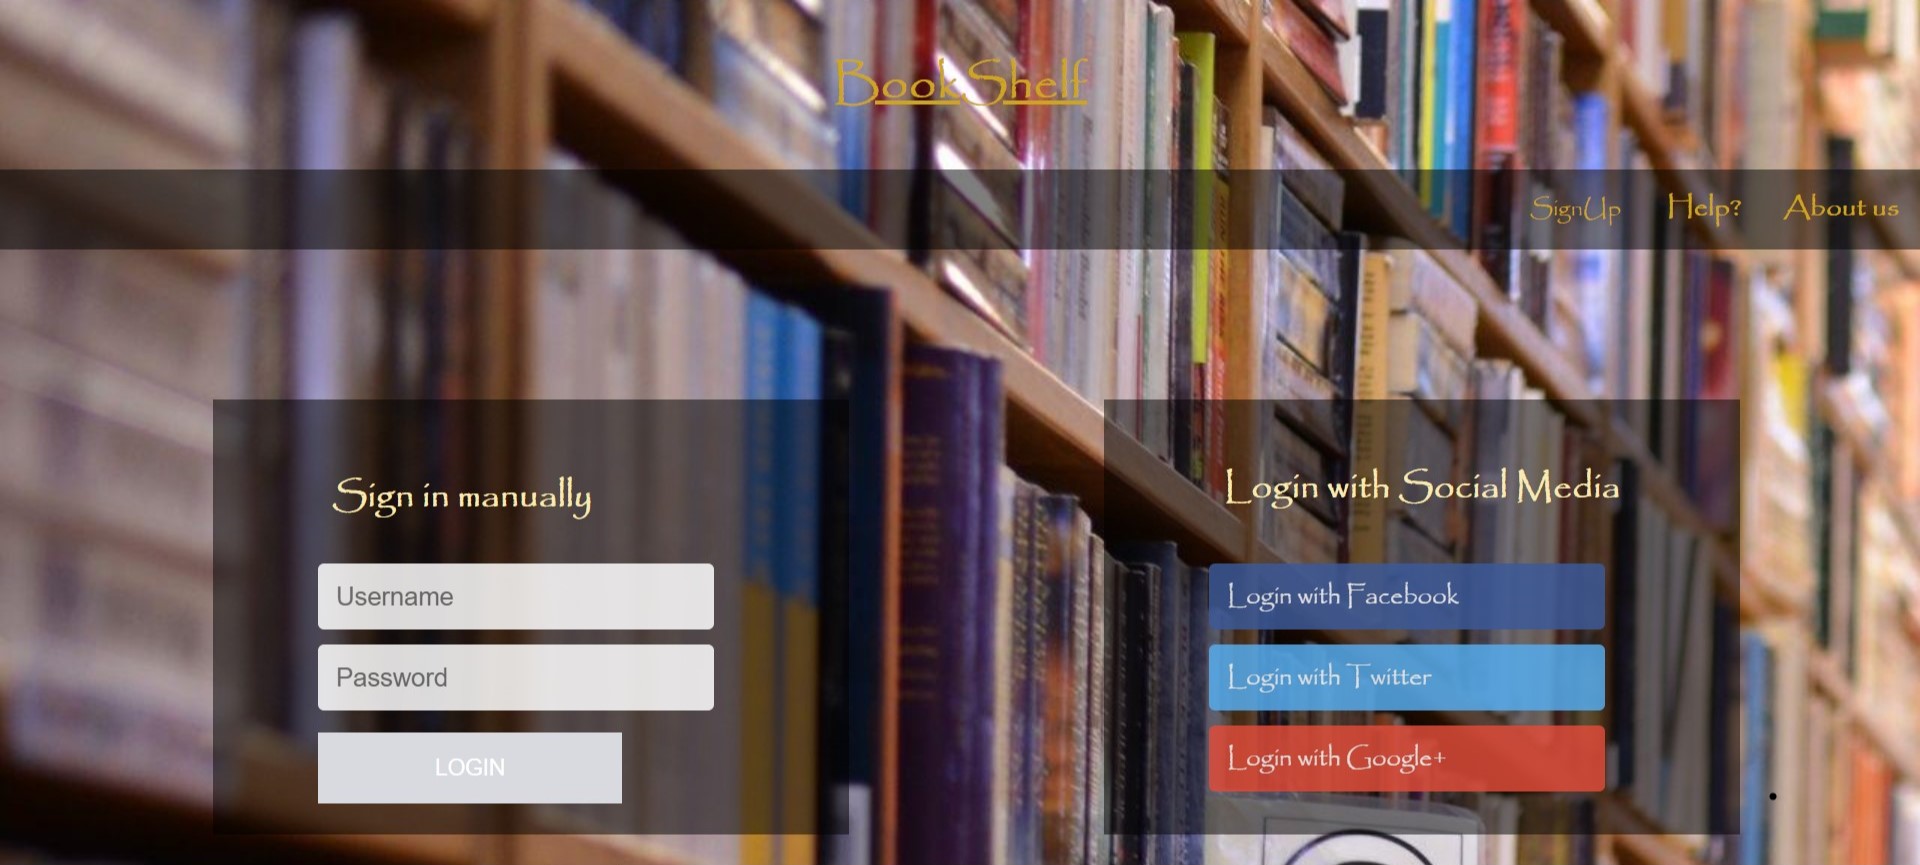 BookShelf
SignUp Help? About us
Sign in manually
Username
Password
LOGIN
Login with Social Media
Login with Facebook
Login with Twitter
Login with Google+